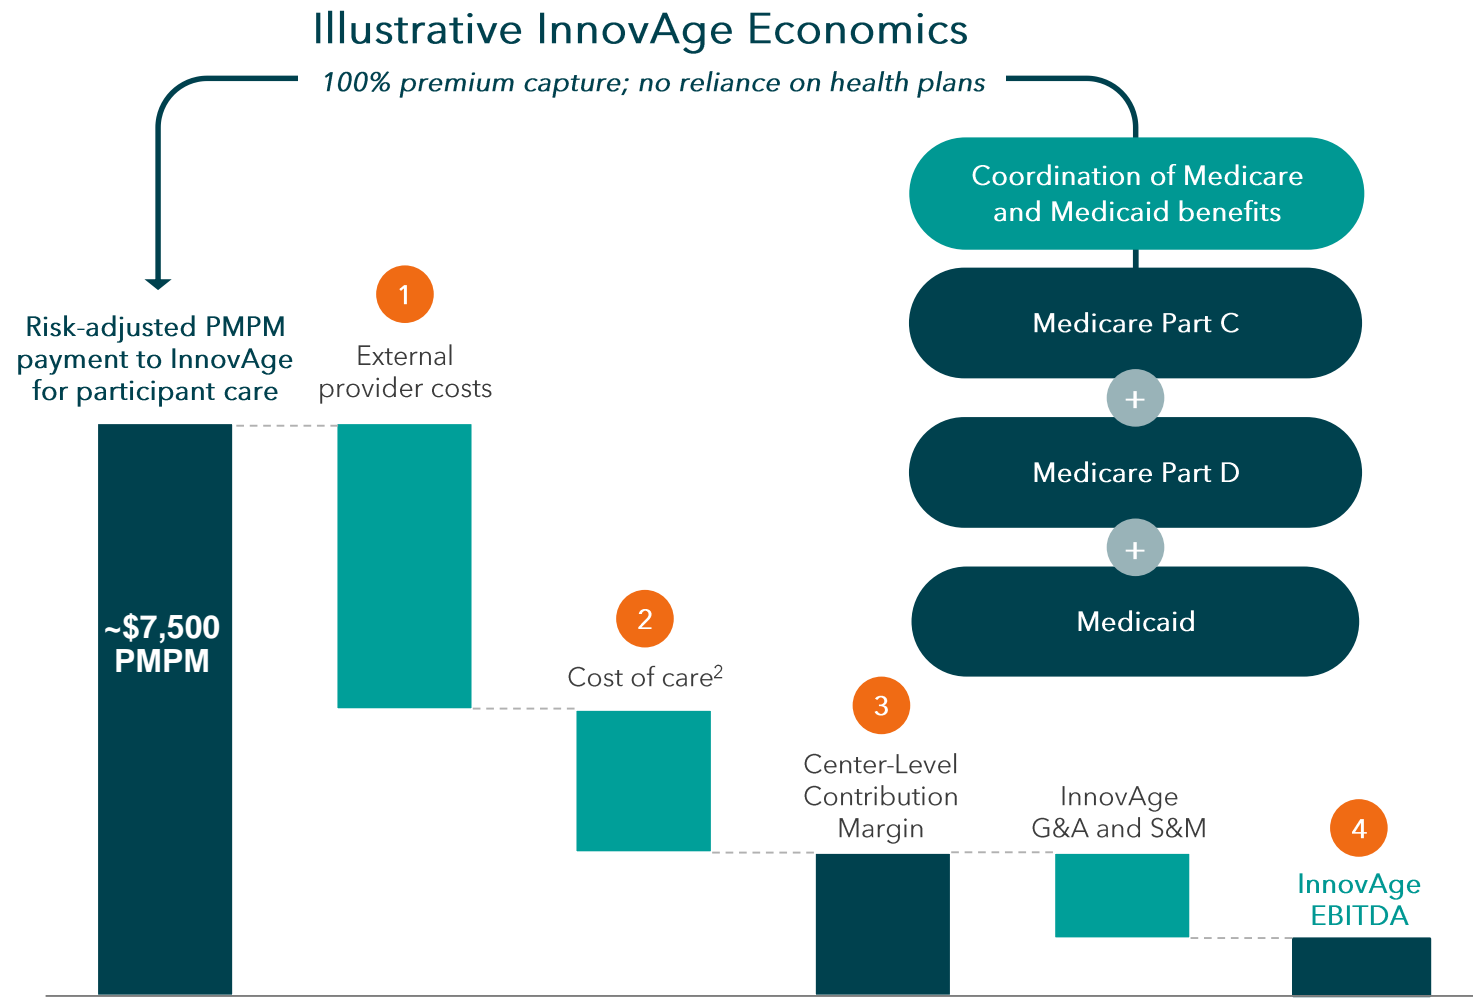 Illustrative InnovAge Economics
100% premium capture; no reliance on health plans
Coordination of Medicare
and Medicaid benefits
Medicare Part C
+
Medicare Part D
+
Medicaid
Risk-adjusted PMPM
payment to InnovAge
for participant care
~$7,500
PMPM
1
External
provider costs
2
Cost of care²
3
Center-Level
Contribution
Margin
InnovAge
G&A and S&M
4
InnovAge
EBITDA